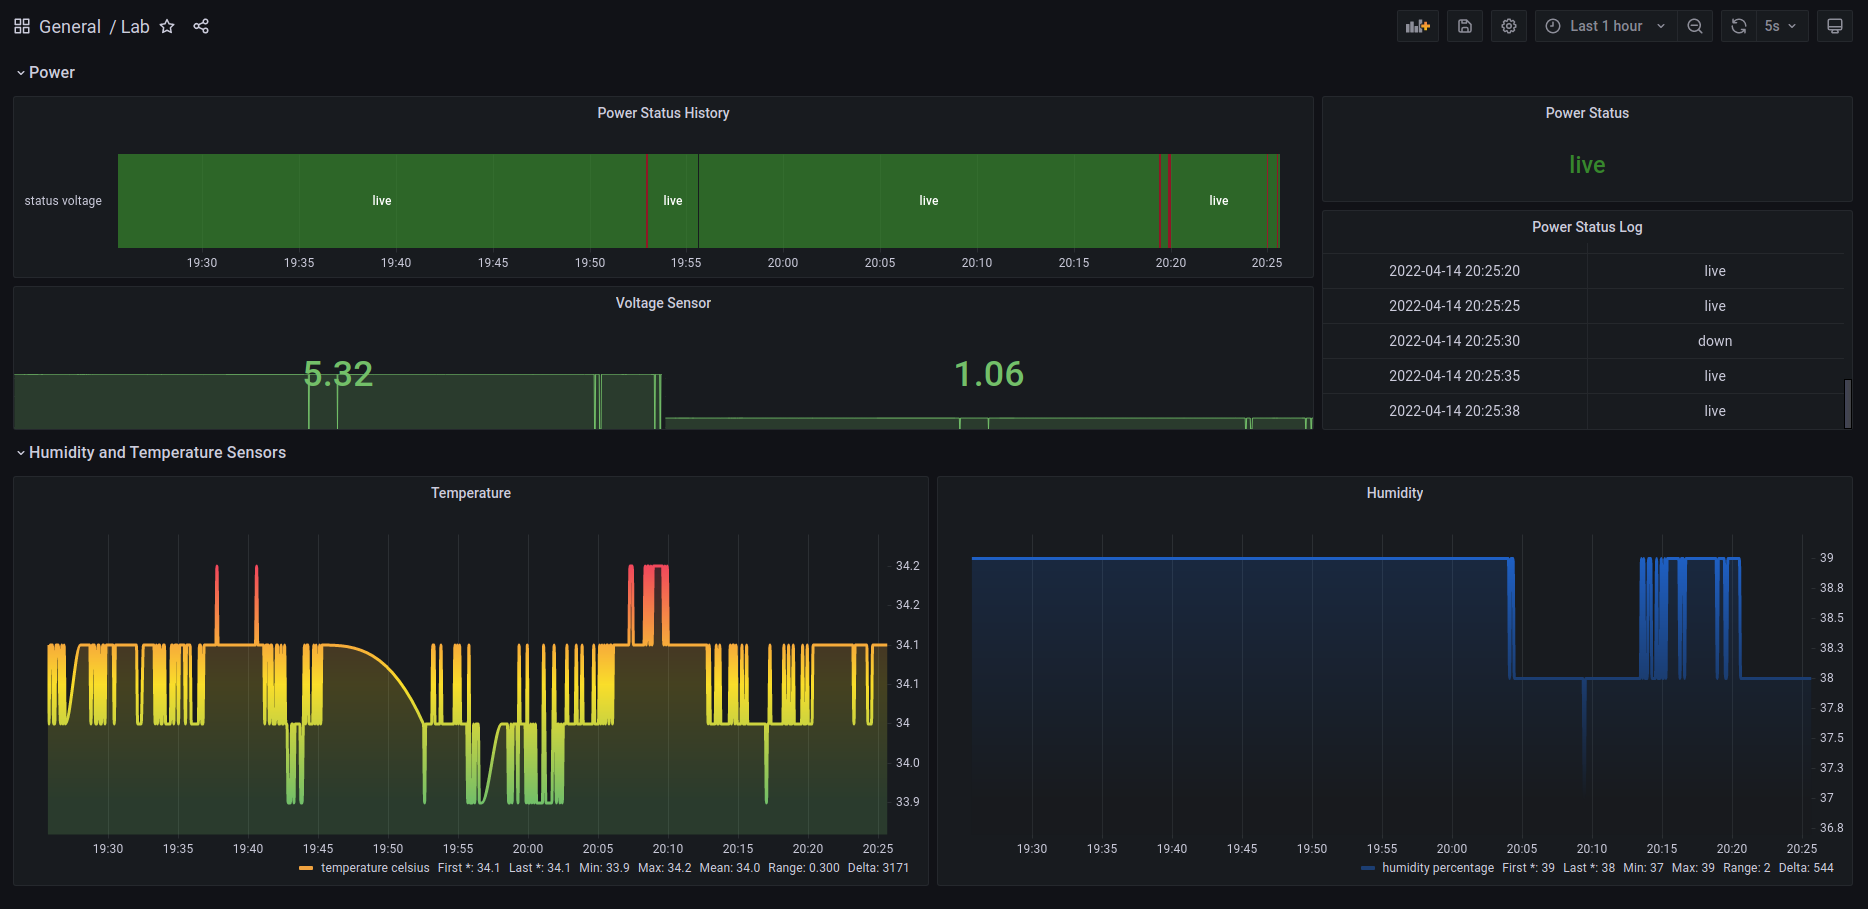 General / Lab
Last 1 hour
5s
Power
Power Status History
status voltage
live live live live
19:30 19:35 19:40 19:45 19:50 19:55 20:00 20:05 20:10 20:15 20:20 20:25
Power Status
live
Voltage Sensor
5.32 1.06
Power Status Log
2022-04-14 20:25:20 live
2022-04-14 20:25:25 live
2022-04-14 20:25:30 down
2022-04-14 20:25:35 live
2022-04-14 20:25:38 live
Humidity and Temperature Sensors
Temperature
34.2
34.2
34.1
34.1
34
34.0
33.9
19:30 19:35 19:40 19:45 19:50 19:55 20:00 20:05 20:10 20:15 20:20 20:25
temperature celsius First *: 34.1 Last *: 34.1 Min: 33.9 Max: 34.2 Mean: 34.0 Range: 0.300 Delta: 3171
Humidity
39
38.8
38.5
38.3
38
37.8
37.5
37.3
37
36.8
19:30 19:35 19:40 19:45 19:50 19:55 20:00 20:05 20:10 20:15 20:20 20:25
humidity percentage First *: 39 Last *: 38 Min: 37 Max: 39 Range: 2 Delta: 544